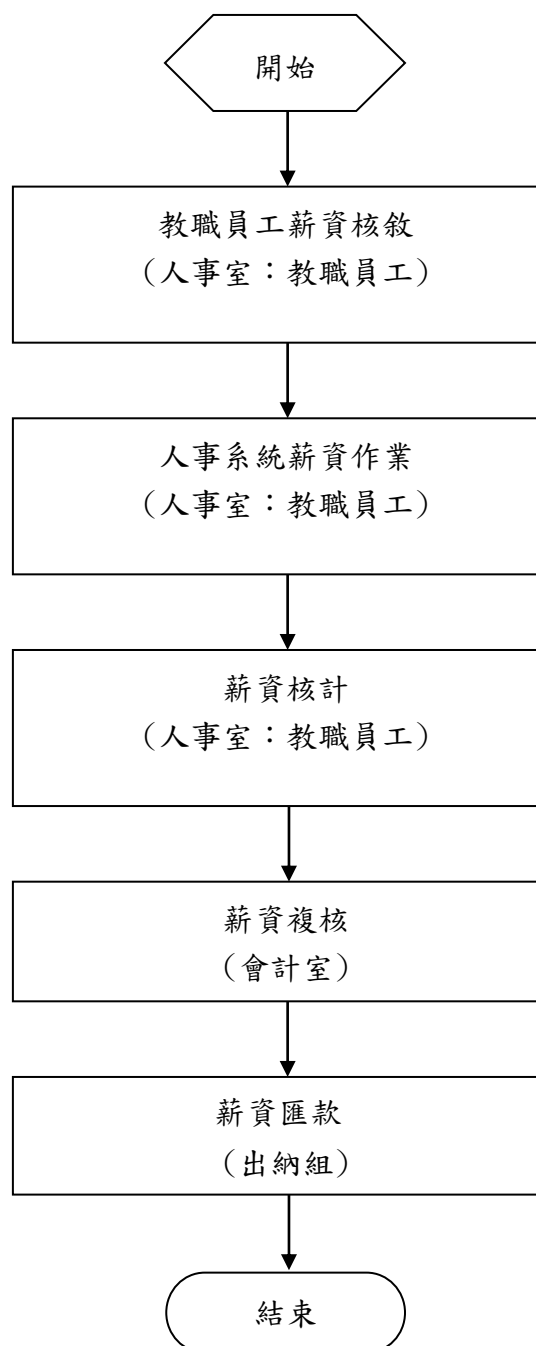 開始
教職員工薪資核敘
（人事室：教職員工）
人事系統薪資作業
（人事室：教職員工）
薪資核計
（人事室：教職員工）
薪資複核
（會計室）
薪資匯款
（出納組）
結束